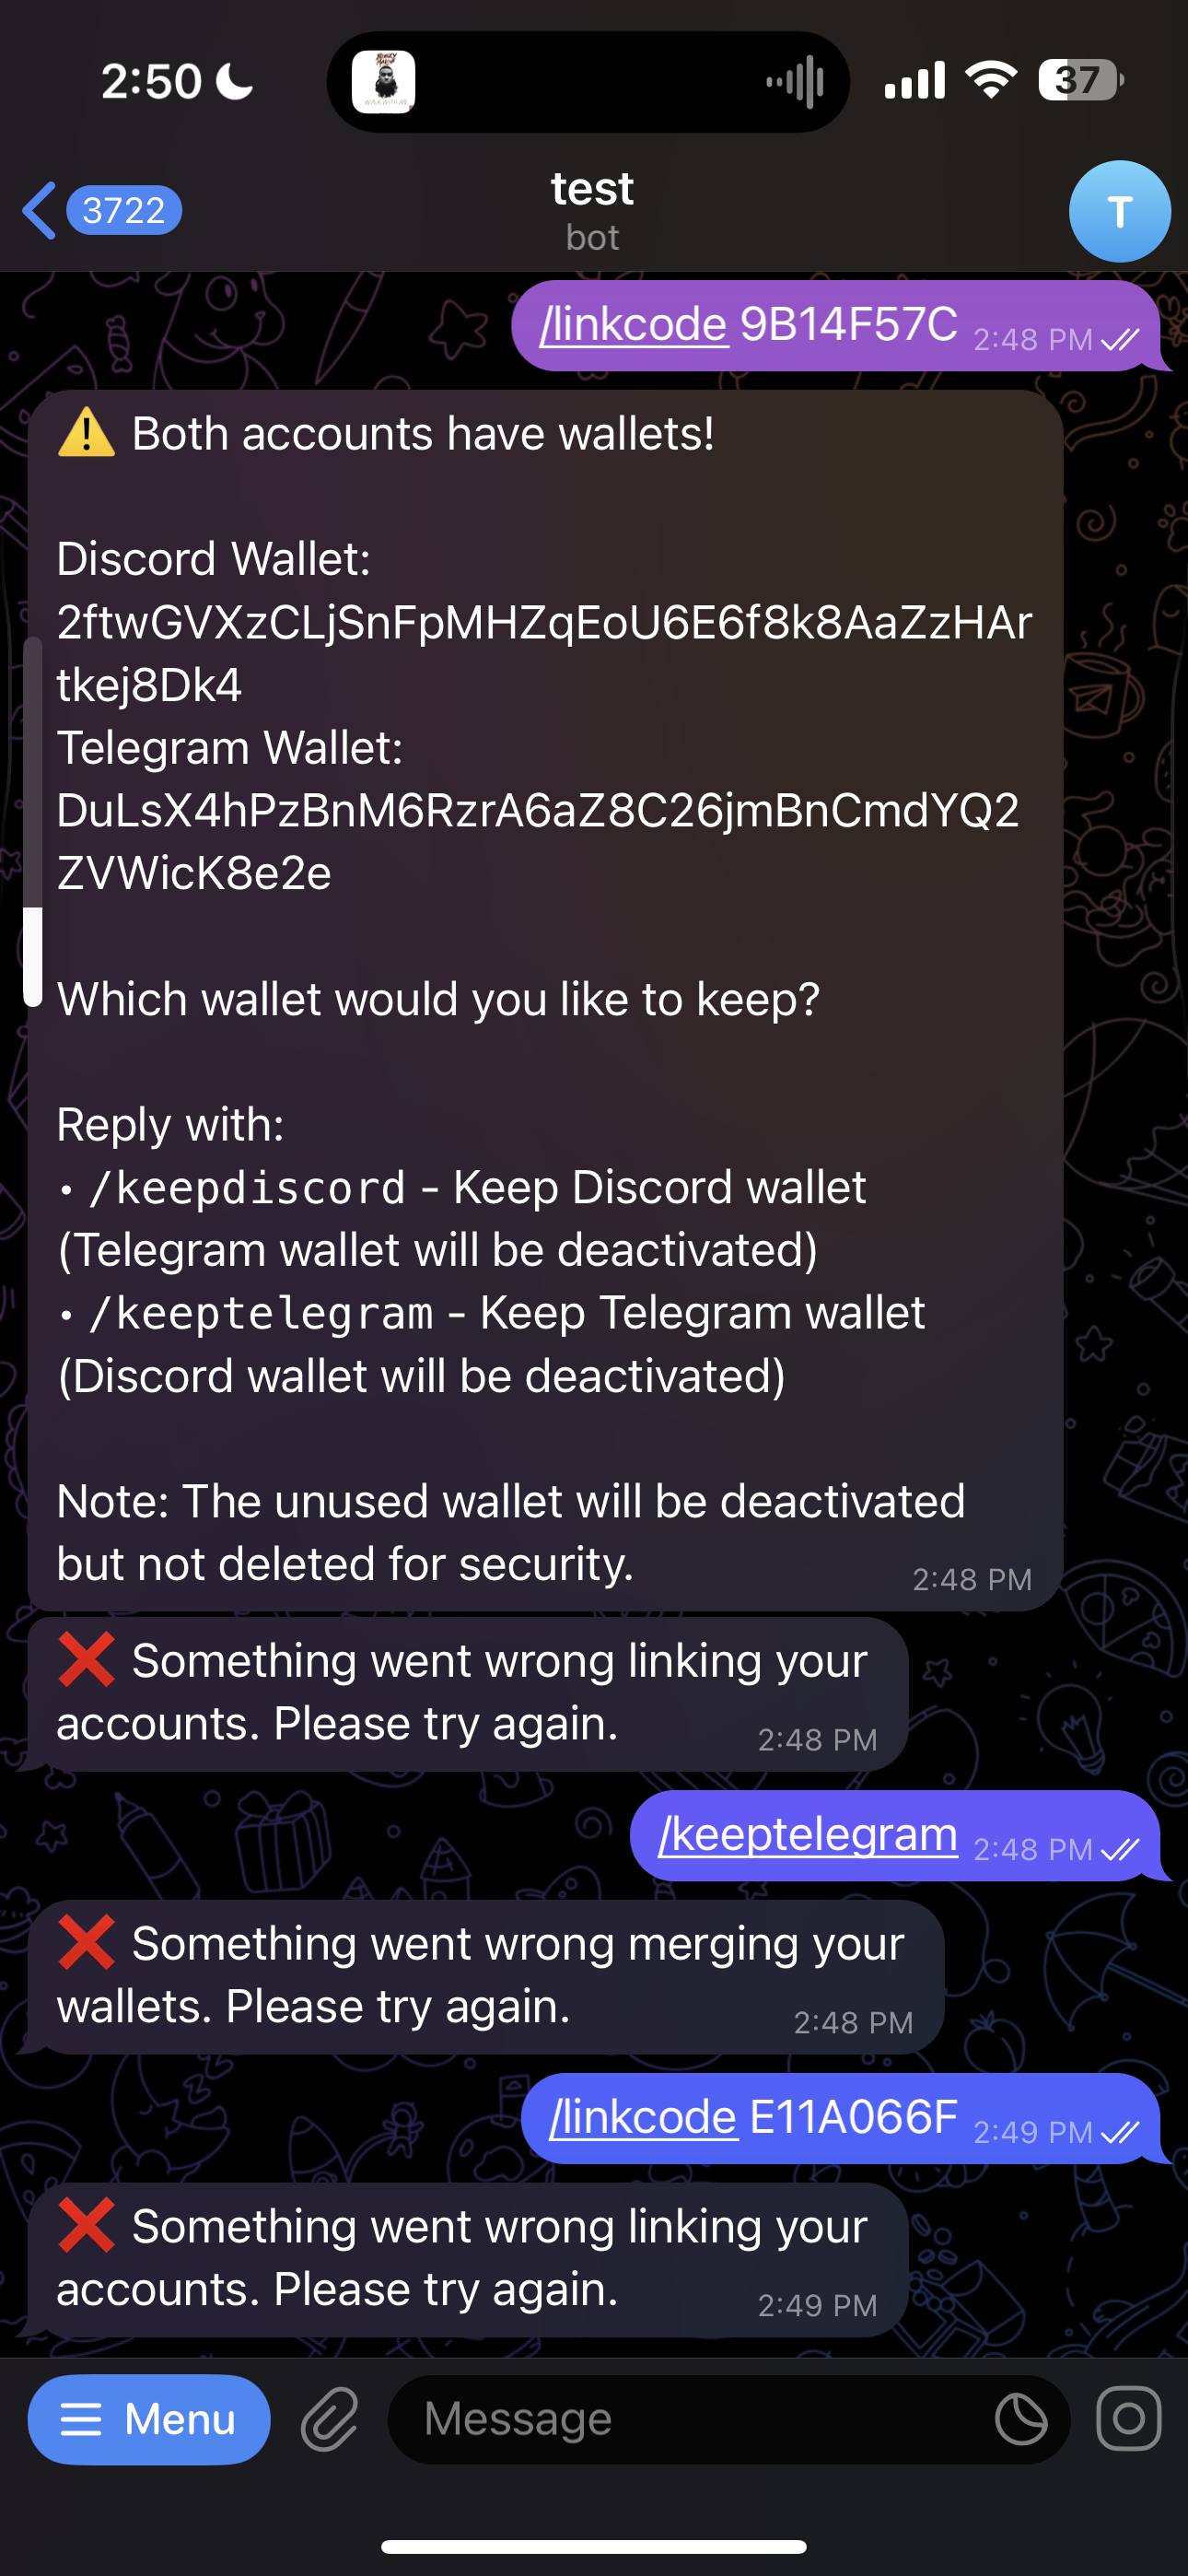 2:50
37
3722
test
bot
T
/linkcode 9B14F57C 2:48 PM
⚠️ Both accounts have wallets!
Discord Wallet:
2ftwGVXzCLjSnFpMHZqEoU6E6f8k8AaZzHAr
tkej8Dk4
Telegram Wallet:
DuLsX4hPzBnM6RzrA6aZ8C26jmBnCmdYQ2
ZVWicK8e2e
Which wallet would you like to keep?
Reply with:
• /keepdiscord - Keep Discord wallet
(Telegram wallet will be deactivated)
• /keeptelegram - Keep Telegram wallet
(Discord wallet will be deactivated)
Note: The unused wallet will be deactivated
but not deleted for security. 2:48 PM
❌ Something went wrong linking your
accounts. Please try again. 2:48 PM
/keeptelegram 2:48 PM
❌ Something went wrong merging your
wallets. Please try again. 2:48 PM
/linkcode E11A066F 2:49 PM
❌ Something went wrong linking your
accounts. Please try again. 2:49 PM
Menu
Message